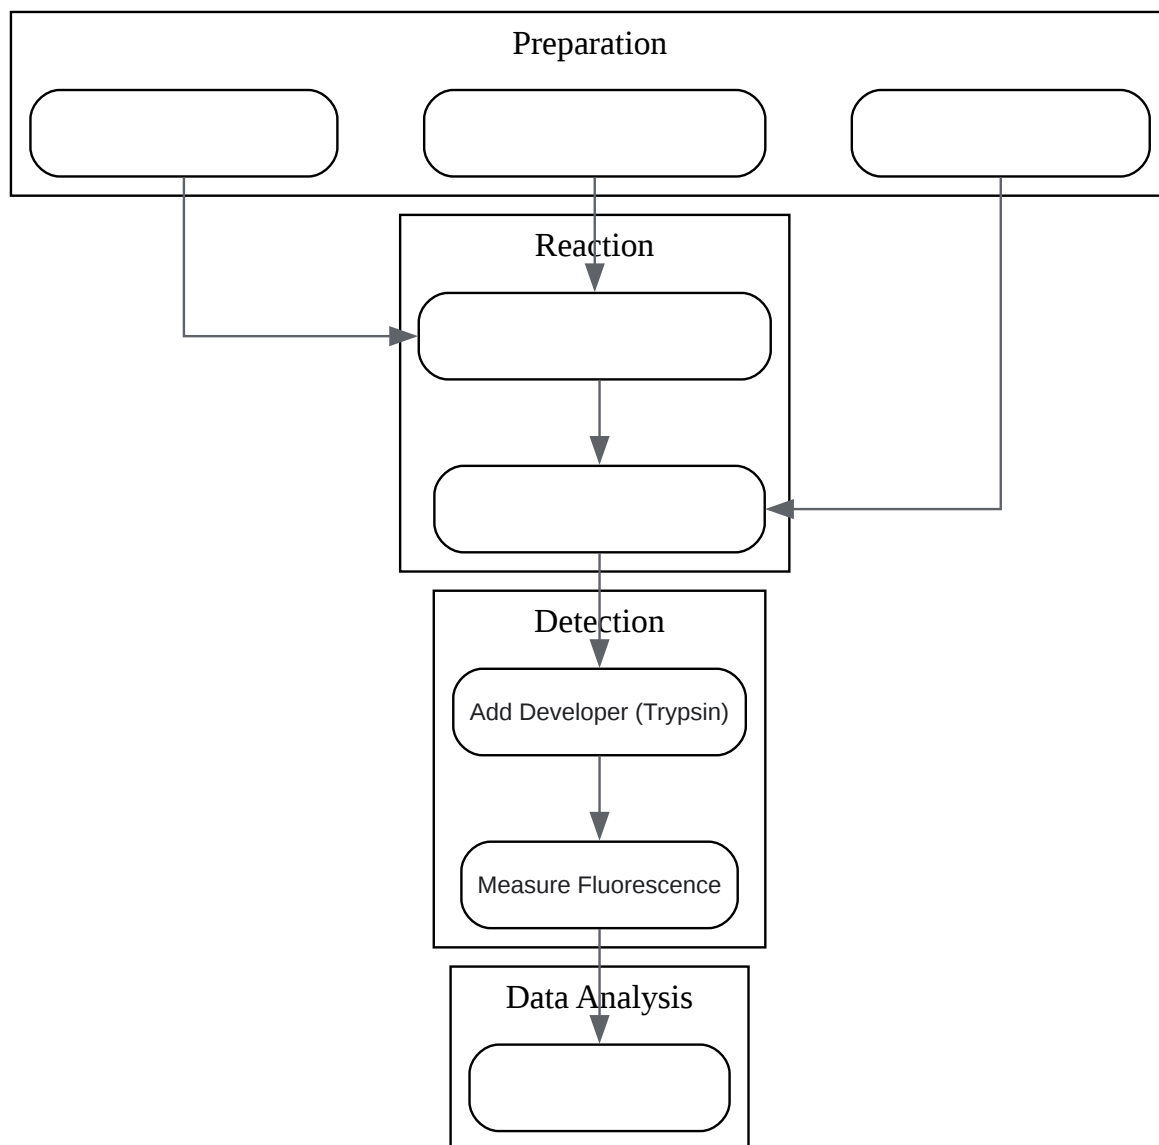 Preparation
Reaction
Detection
Add Developer (Trypsin)
Measure Fluorescence
Data Analysis